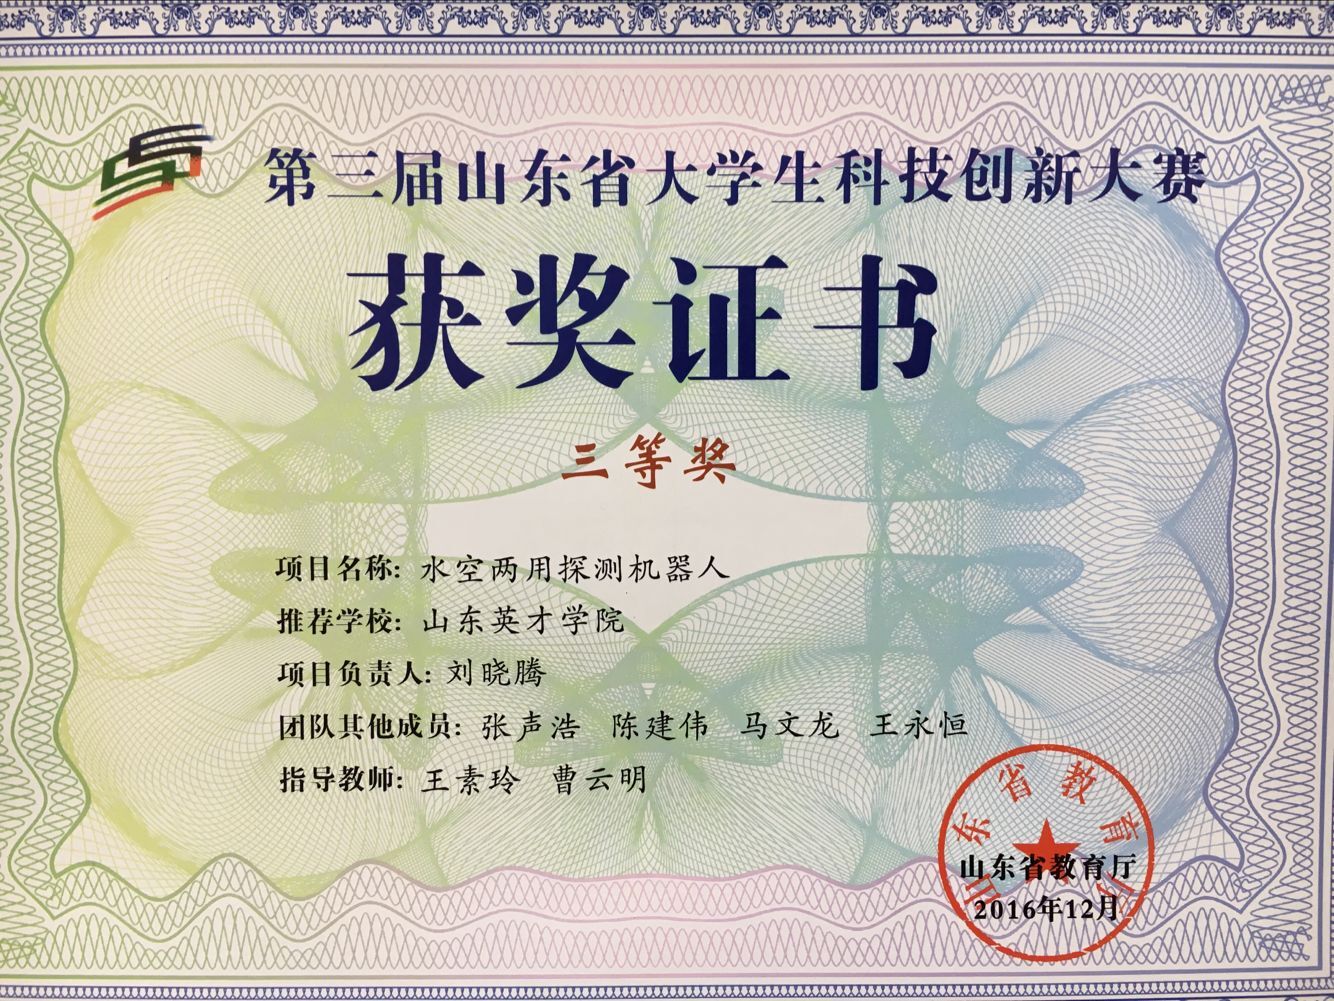 第三届山东省大学生科技创新大赛
获奖证书
三等奖
项目名称: 水空两用探测机器人
推荐学校: 山东英才学院
项目负责人: 刘晓腾
团队其他成员: 张声浩 陈建伟 马文龙 王永恒
指导教师: 王素玲 曹云明
山东省教育厅
山东省教育厅
2016年12月